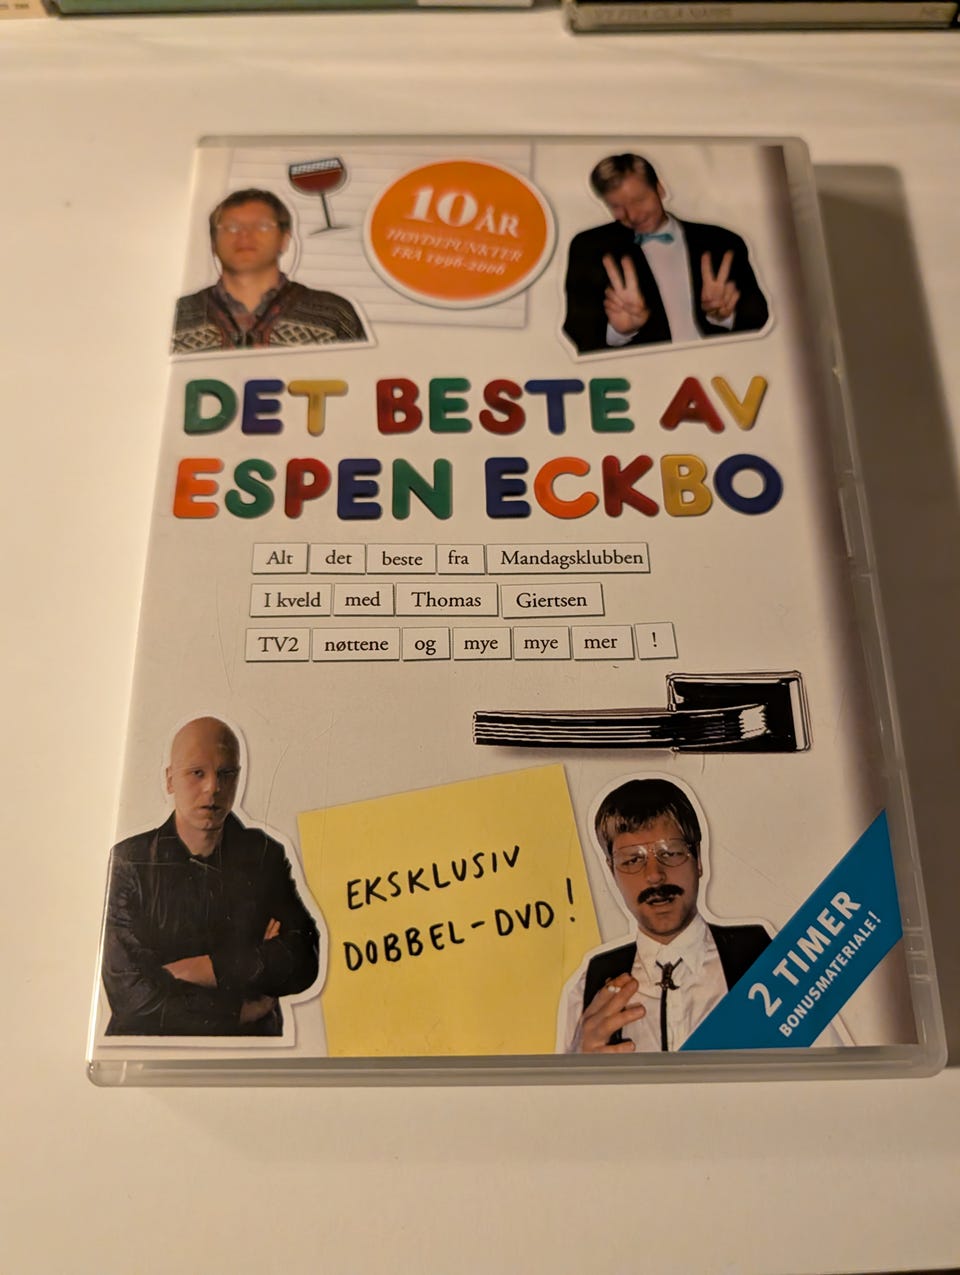 10 ÅR
HØYDEPUNKTER
FRA 1996-2006
DET BESTE AV
ESPEN ECKBO
Alt det beste fra Mandagsklubben
I kveld med Thomas Giertsen
TV2 nøttene og mye mye mer !
EKSKLUSIV
DOBBEL-DVD!
2 TIMER
BONUSMATERIALE!